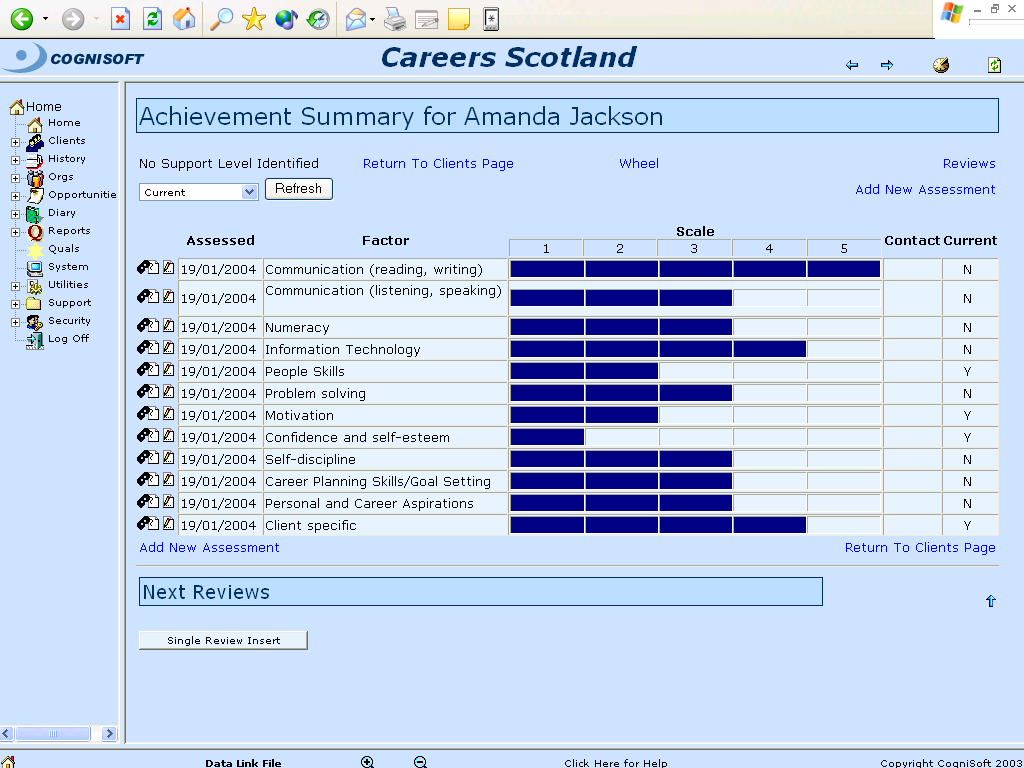 COGNISOFT
Careers Scotland
Home
Home
Clients
History
Orgs
Opportunitie
Diary
Reports
Quals
System
Utilities
Support
Security
Log Off
Achievement Summary for Amanda Jackson
No Support Level Identified Return To Clients Page Wheel Reviews
Current Refresh Add New Assessment
Assessed Factor Scale Contact Current
1 2 3 4 5
19/01/2004 Communication (reading, writing) N
19/01/2004 Communication (listening, speaking) N
19/01/2004 Numeracy N
19/01/2004 Information Technology N
19/01/2004 People Skills Y
19/01/2004 Problem solving N
19/01/2004 Motivation Y
19/01/2004 Confidence and self-esteem Y
19/01/2004 Self-discipline N
19/01/2004 Career Planning Skills/Goal Setting N
19/01/2004 Personal and Career Aspirations N
19/01/2004 Client specific Y
Add New Assessment Return To Clients Page
Next Reviews
Single Review Insert
Data Link File Click Here for Help Copyright CogniSoft 2003